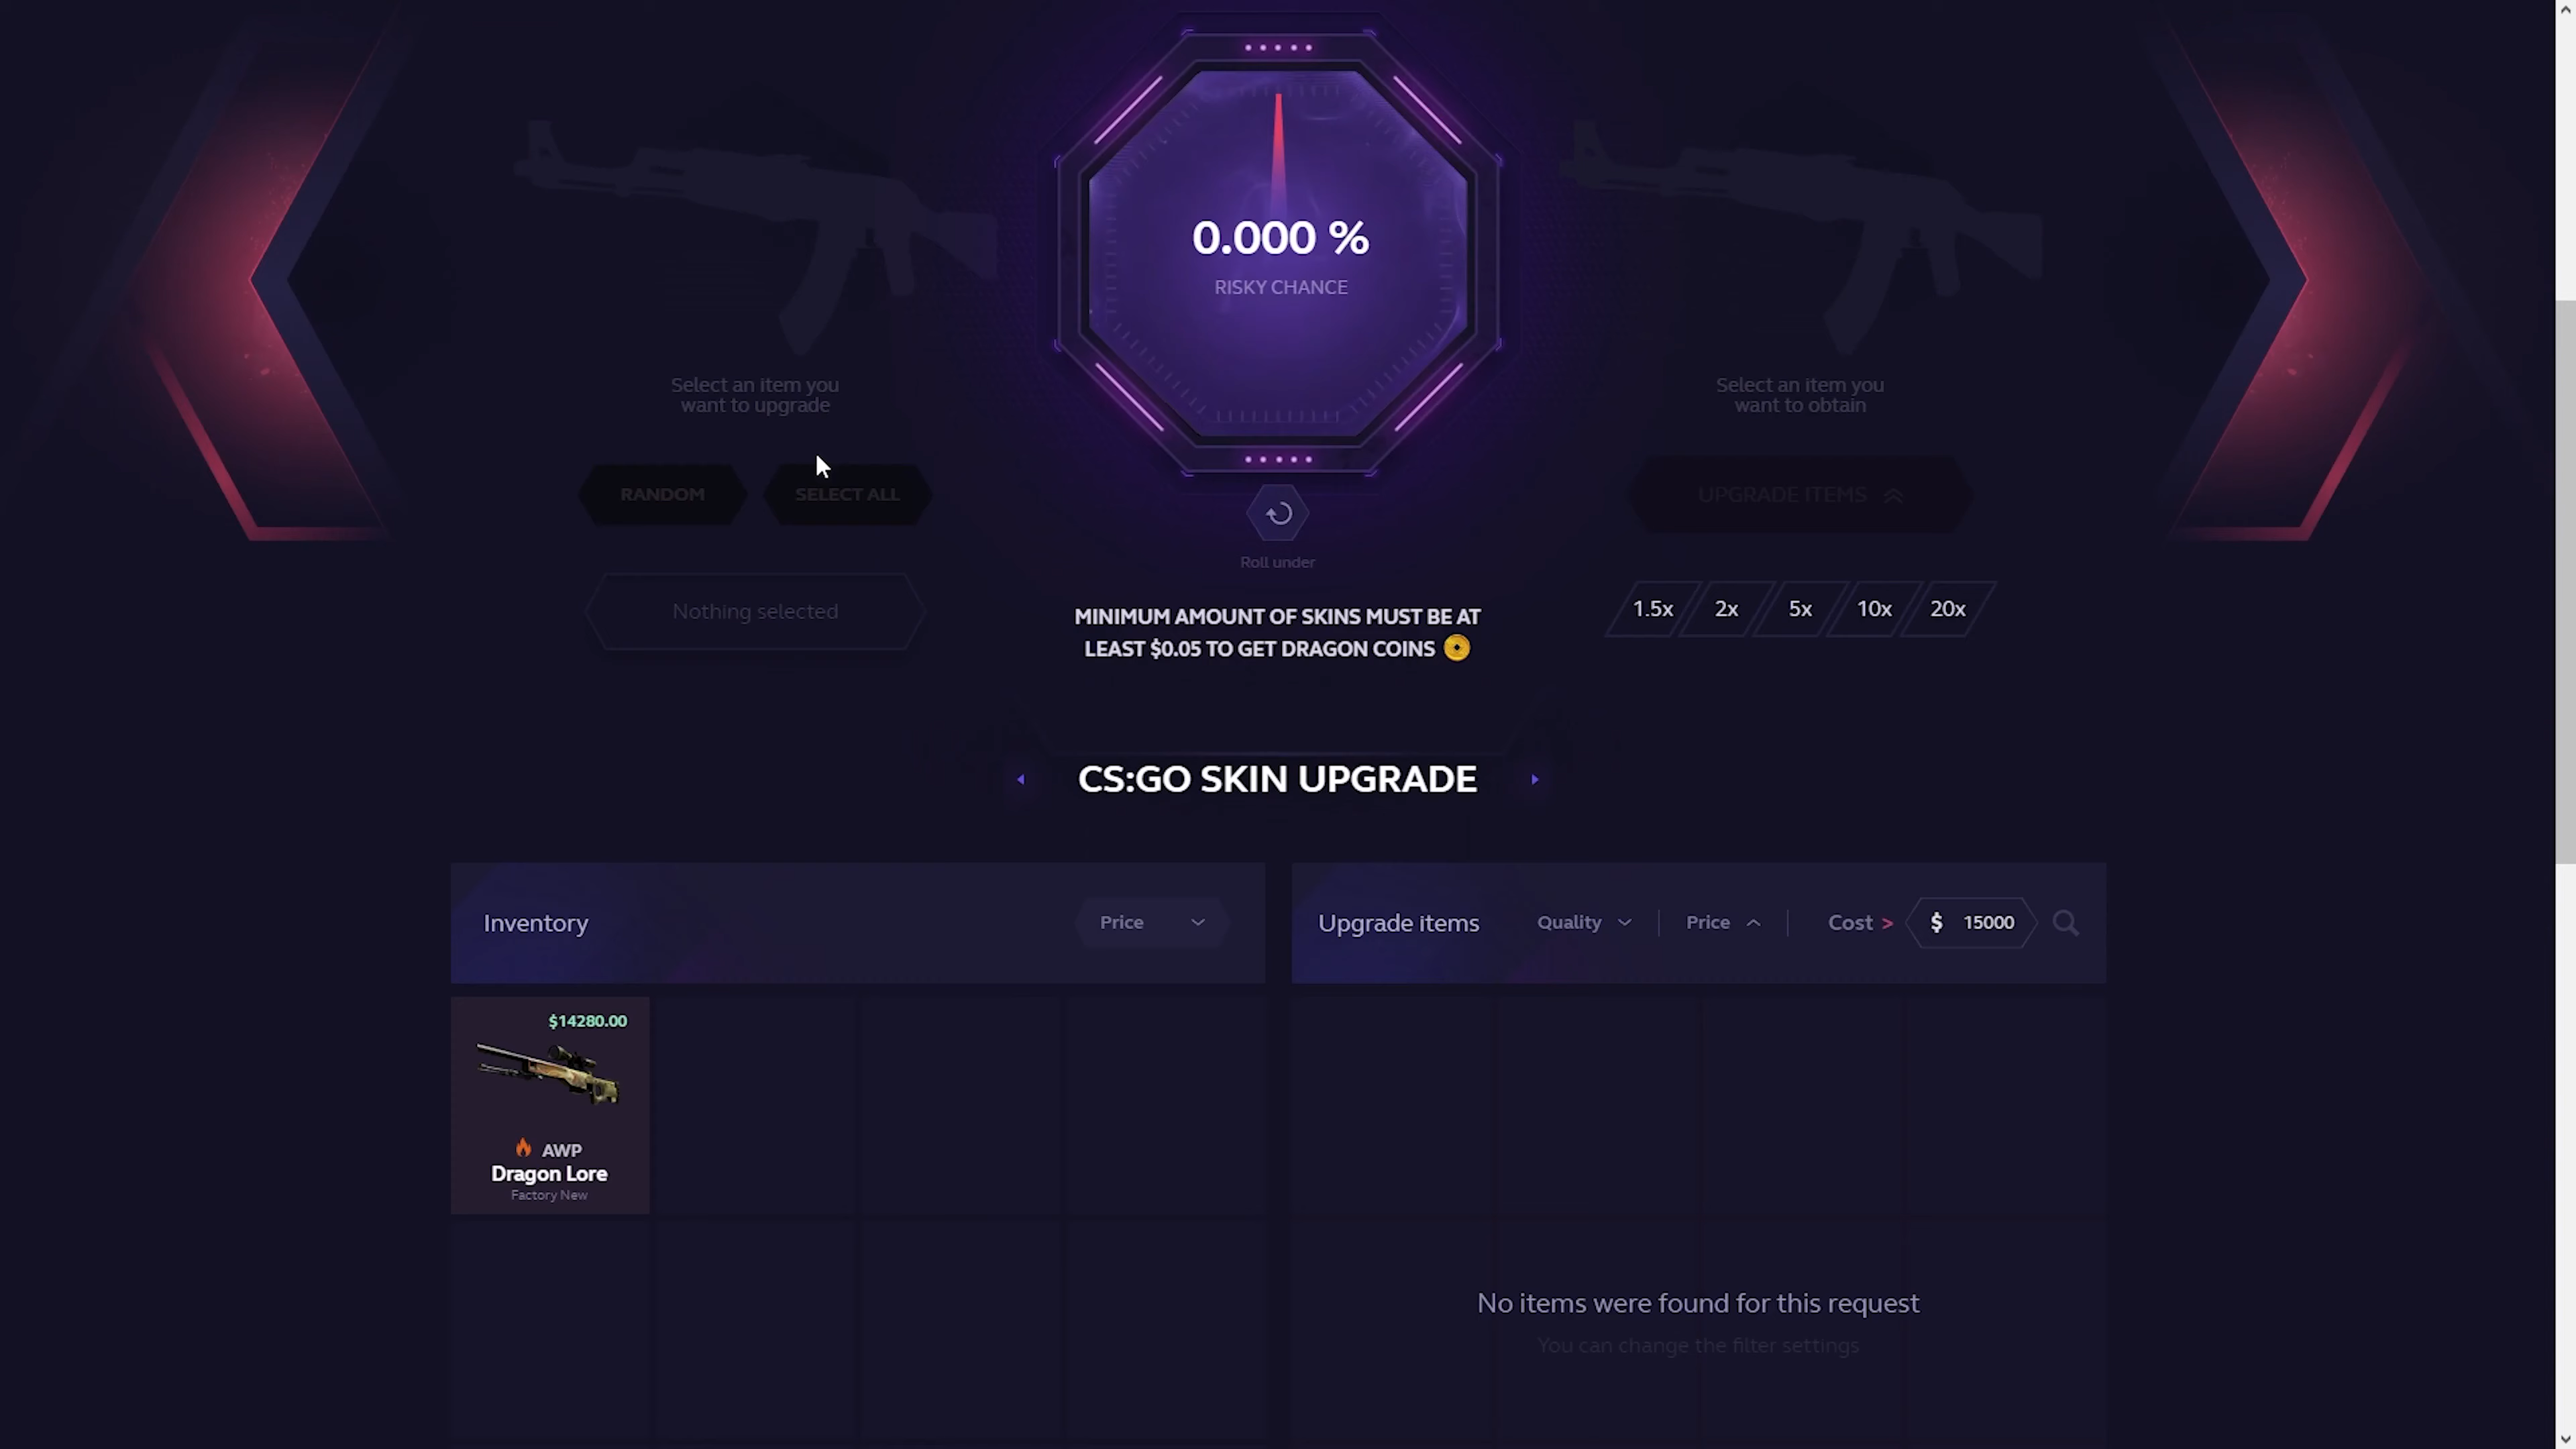 0.000 %
RISKY CHANCE
Select an item you
want to upgrade
RANDOM
SELECT ALL
Nothing selected
Roll under
MINIMUM AMOUNT OF SKINS MUST BE AT
LEAST $0.05 TO GET DRAGON COINS
Select an item you
want to obtain
UPGRADE ITEMS
1.5x 2x 5x 10x 20x
CS:GO SKIN UPGRADE
Inventory
Price
Upgrade items
Quality
Price
Cost >
$ 15000
$14280.00
AWP
Dragon Lore
Factory New
No items were found for this request
You can change the filter settings